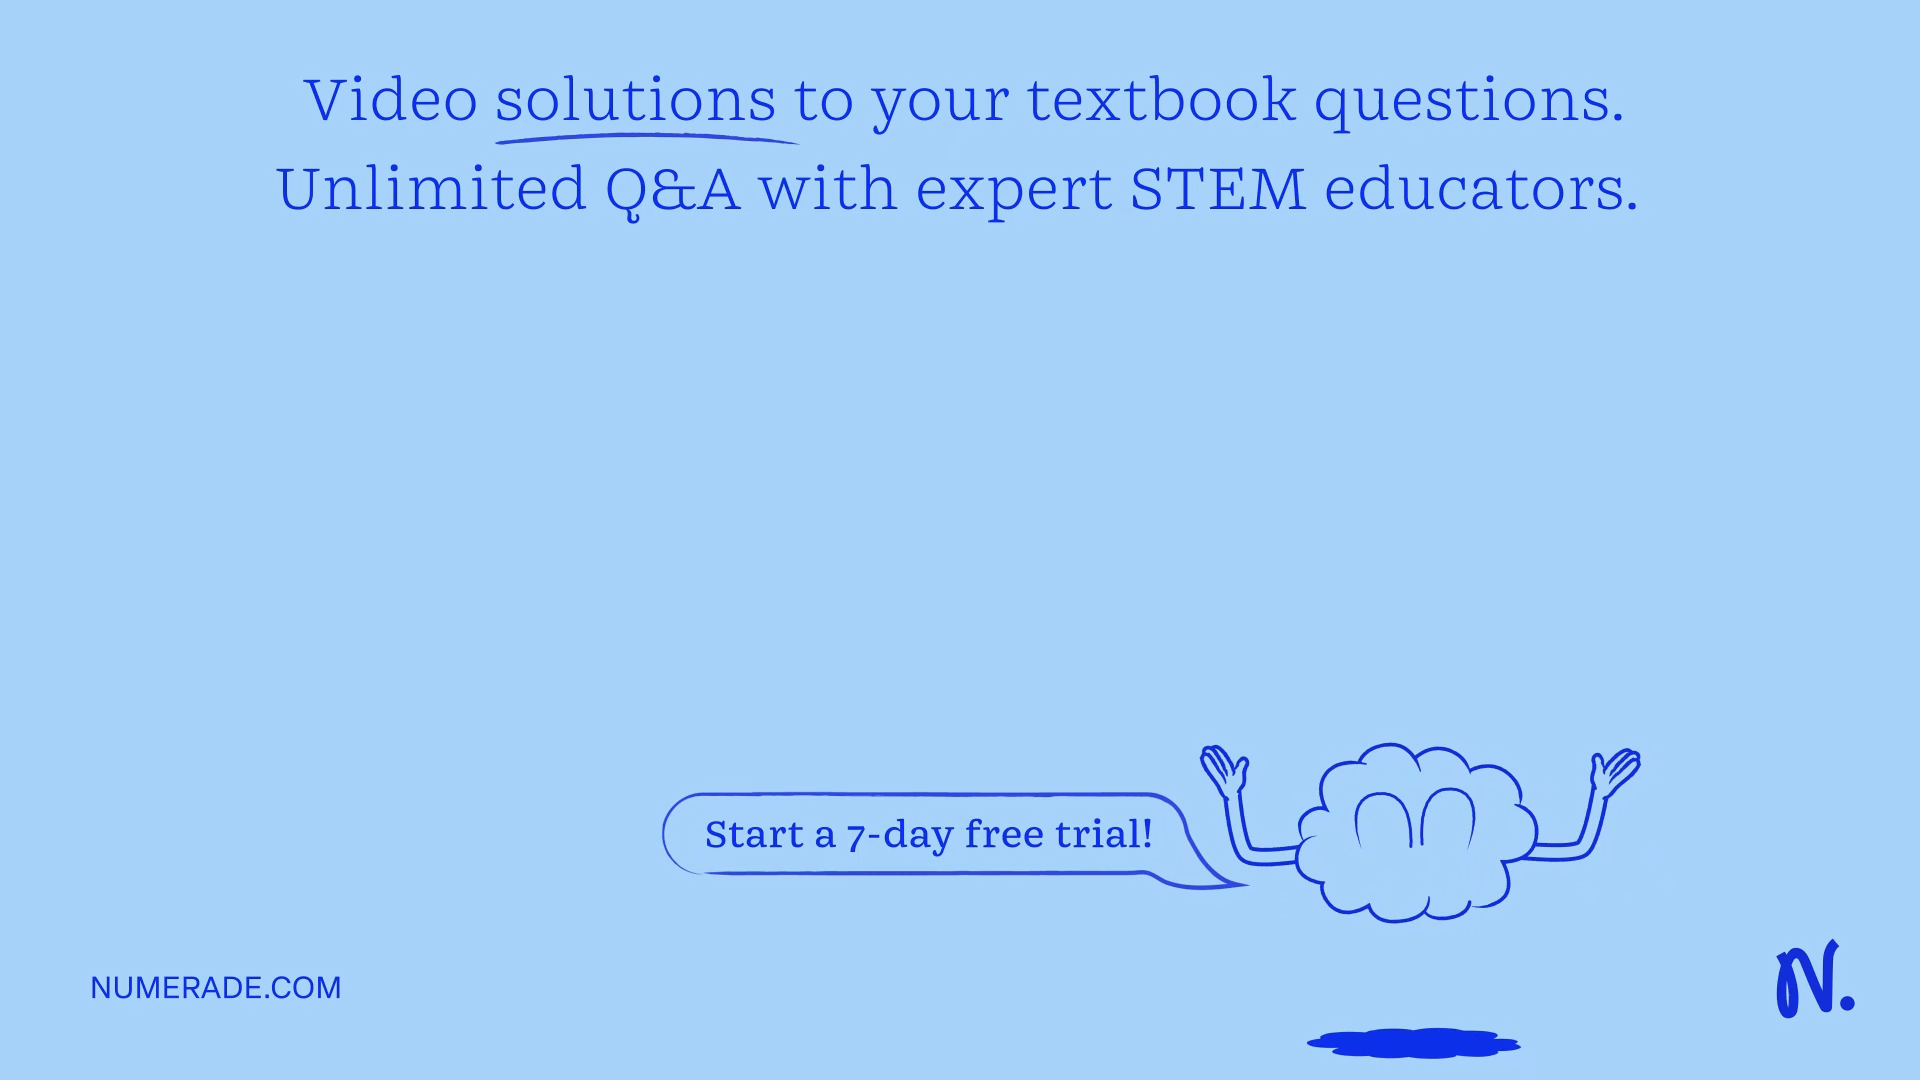 Video solutions to your textbook questions.
Unlimited Q&A with expert STEM educators.
Start a 7-day free trial!
NUMERADE.COM
N.